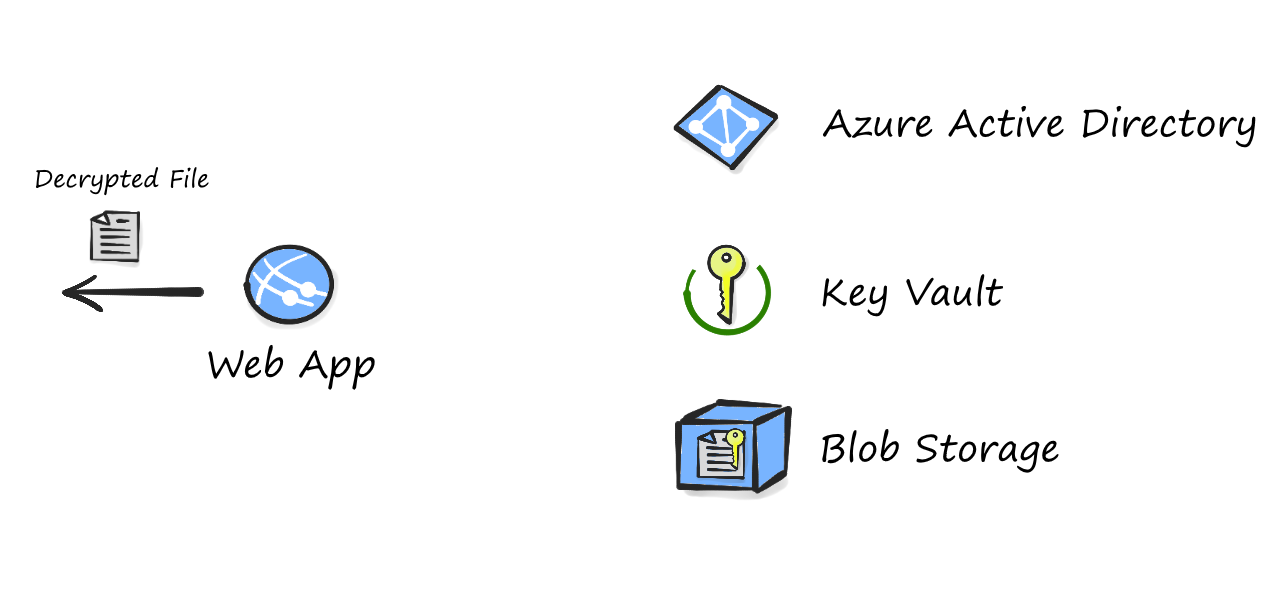 Azure Active Directory
Decrypted File
Key Vault
Web App
Blob Storage